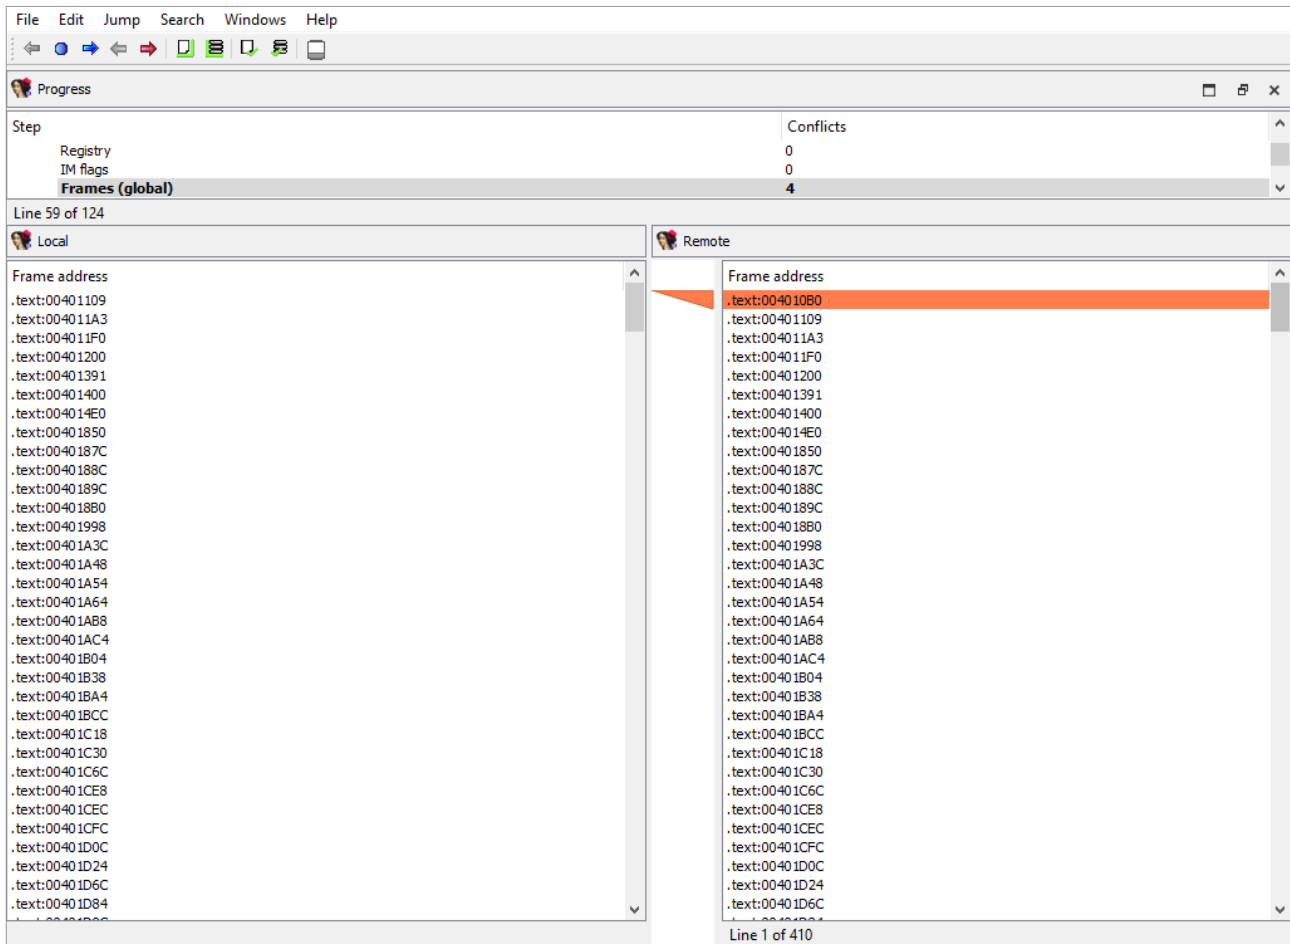 File Edit Jump Search Windows Help
Progress
Step Conflicts
Registry 0
IM flags 0
Frames (global) 4
Line 59 of 124
Local
Frame address
.text:00401109
.text:004011A3
.text:004011F0
.text:00401200
.text:00401391
.text:00401400
.text:004014E0
.text:00401850
.text:0040187C
.text:0040188C
.text:0040189C
.text:004018B0
.text:00401998
.text:00401A3C
.text:00401A48
.text:00401A54
.text:00401A64
.text:00401AB8
.text:00401AC4
.text:00401B04
.text:00401B38
.text:00401BA4
.text:00401BCC
.text:00401C18
.text:00401C30
.text:00401C6C
.text:00401CE8
.text:00401CEC
.text:00401CFC
.text:00401D0C
.text:00401D24
.text:00401D6C
.text:00401D84
Remote
Frame address
.text:004010B0
.text:00401109
.text:004011A3
.text:004011F0
.text:00401200
.text:00401391
.text:00401400
.text:004014E0
.text:00401850
.text:0040187C
.text:0040188C
.text:0040189C
.text:004018B0
.text:00401998
.text:00401A3C
.text:00401A48
.text:00401A54
.text:00401A64
.text:00401AB8
.text:00401AC4
.text:00401B04
.text:00401B38
.text:00401BA4
.text:00401BCC
.text:00401C18
.text:00401C30
.text:00401C6C
.text:00401CE8
.text:00401CEC
.text:00401CFC
.text:00401D0C
.text:00401D24
.text:00401D6C
Line 1 of 410